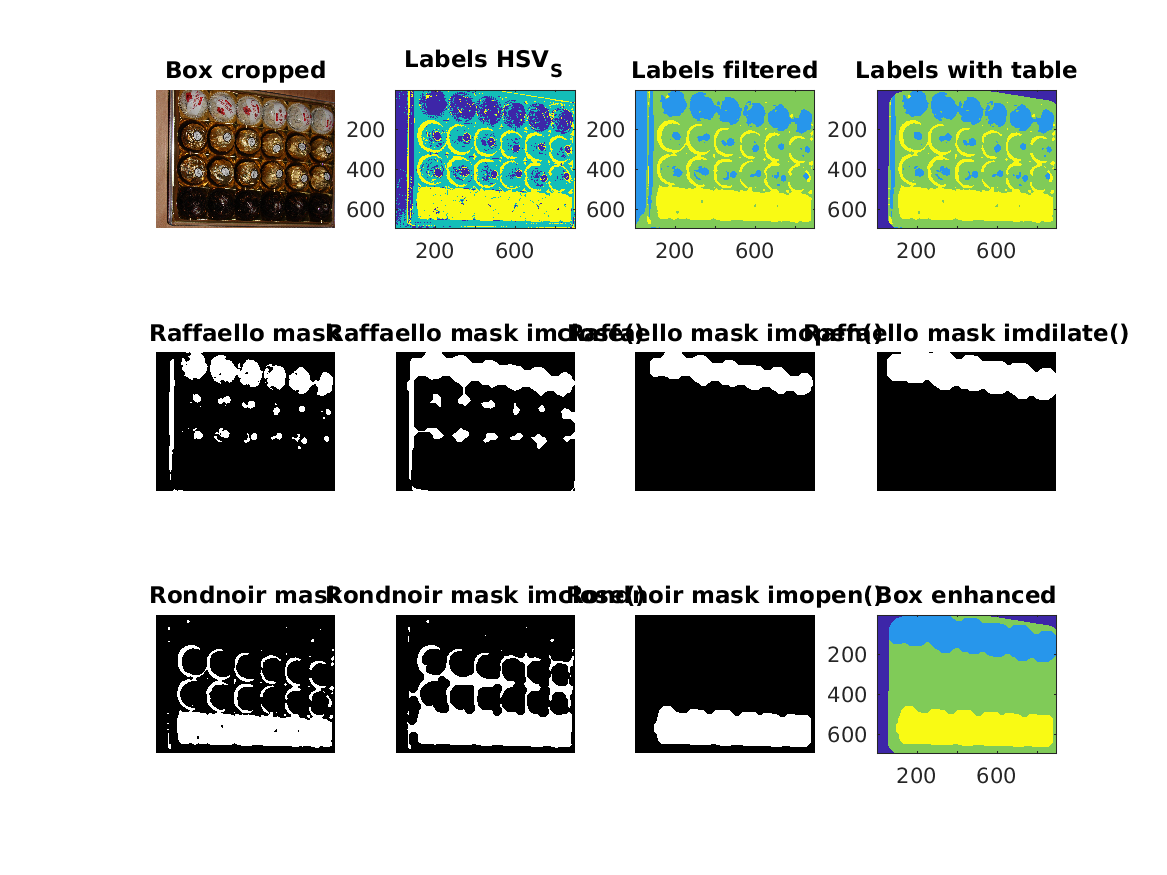 Box cropped
Labels HSV_S
Labels filtered
Labels with table
200
400
600
200 600
200
400
600
200 600
200
400
600
200 600
Raffaello mask
Raffaello mask imclose()
Raffaello mask imopen()
Raffaello mask imdilate()
Rondnoir mask
Rondnoir mask imclose()
Rondnoir mask imopen()
Box enhanced
200
400
600
200 600